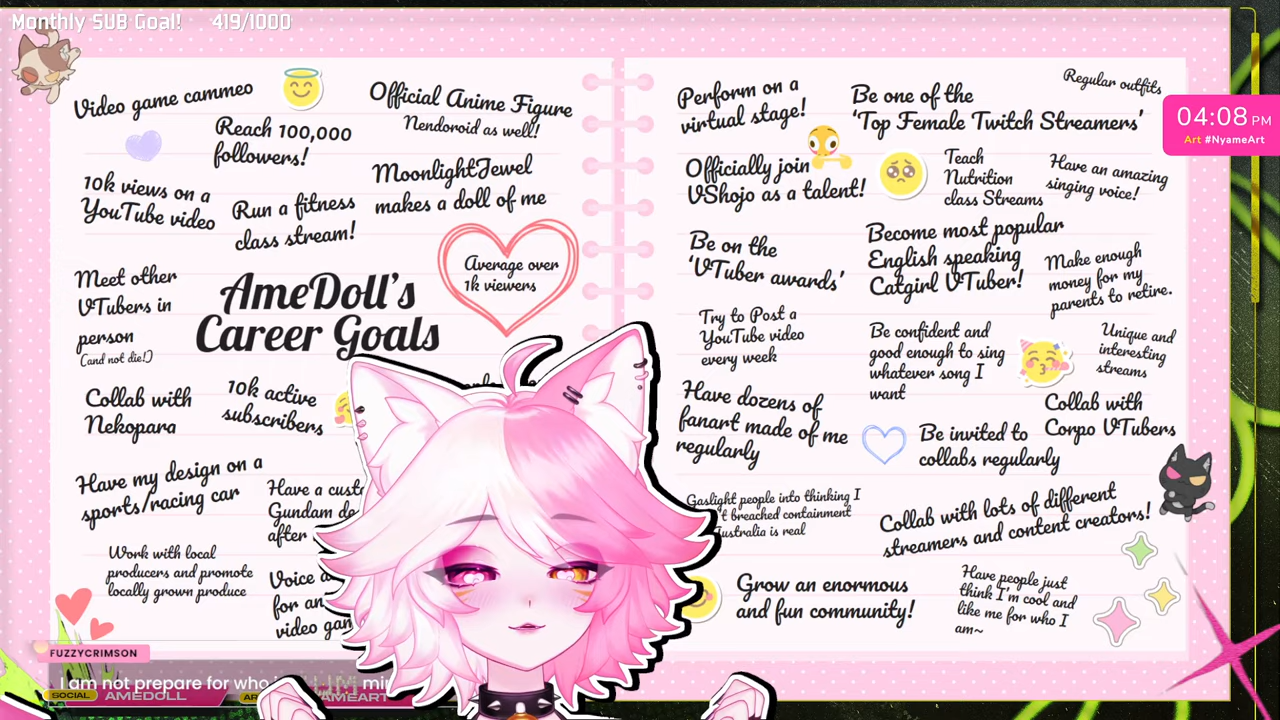 Monthly SUB Goal! 419/1000
04:08 PM
Art #NyameArt
Video game cammeo
Reach 100,000
followers!
Official Anime Figure
Nendoroid as well!
10k views on a
YouTube video
Run a fitness
class stream!
MoonlightJewel
makes a doll of me
Average over
1k viewers
Meet other
VTubers in
person
(and not die!)
AmeDoll's
Career Goals
Collab with
Nekopara
10k active
subscribers
Have my design on a
sports/racing car
Have a
Gundam
after
Work with local
producers and promote
locally grown produce
Voice
for
video
Perform on a
virtual stage!
Be one of the
'Top Female Twitch Streamers'
Regular outfits
Officially join
VShojo as a talent!
Teach
Nutrition
class Streams
Have an amazing
singing voice!
Be on the
'VTuber awards'
Become most popular
English speaking
Catgirl VTuber!
Make enough
money for my
parents to retire.
Try to Post a
YouTube video
every week
Be confident and
good enough to sing
whatever song I
want
Unique and
interesting
streams
Have dozens of
fanart made of me
regularly
Be invited to
collabs regularly
Collab with
Corpo VTubers
Gaslight people into thinking I
breached containment
is real
Collab with lots of different
streamers and content creators!
Grow an enormous
and fun community!
Have people just
think I'm cool and
like me for who I
am~
FUZZYCRIMSON
I am not prepare for who
SOCIAL AMEDOLL